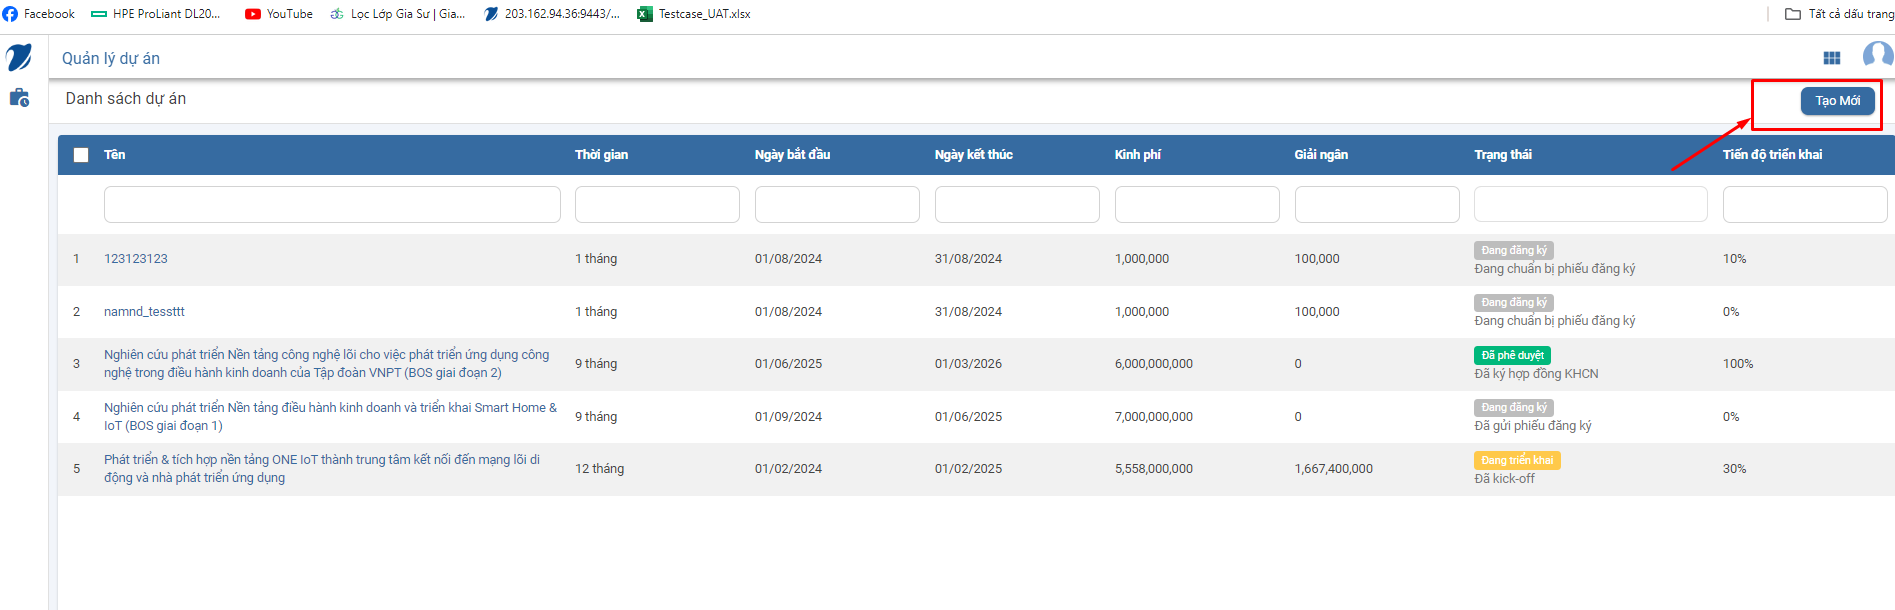 Facebook
HPE ProLiant DL20...
YouTube
Lọc Lớp Gia Sư | Gia...
203.162.94.36:9443/...
Testcase_UAT.xlsx
Tất cả dấu trang
Quản lý dự án
Danh sách dự án
Tạo Mới
Tên Thời gian Ngày bắt đầu Ngày kết thúc Kinh phí Giải ngân Trạng thái Tiến độ triển khai
1 123123123 1 tháng 01/08/2024 31/08/2024 1,000,000 100,000 Đang đăng ký 10%
Đang chuẩn bị phiếu đăng ký
2 namnd_tessttt 1 tháng 01/08/2024 31/08/2024 1,000,000 100,000 Đang đăng ký 0%
Đang chuẩn bị phiếu đăng ký
3 Nghiên cứu phát triển Nền tảng công nghệ lõi cho việc phát triển ứng dụng công
nghệ trong điều hành kinh doanh của Tập đoàn VNPT (BOS giai đoạn 2) 9 tháng 01/06/2025 01/03/2026 6,000,000,000 0 Đã phê duyệt 100%
Đã ký hợp đồng KHCN
4 Nghiên cứu phát triển Nền tảng điều hành kinh doanh và triển khai Smart Home &
IoT (BOS giai đoạn 1) 9 tháng 01/09/2024 01/06/2025 7,000,000,000 0 Đang đăng ký 0%
Đã gửi phiếu đăng ký
5 Phát triển & tích hợp nền tảng ONE IoT thành trung tâm kết nối đến mạng lõi di
động và nhà phát triển ứng dụng 12 tháng 01/02/2024 01/02/2025 5,558,000,000 1,667,400,000 Đang triển khai 30%
Đã kick-off